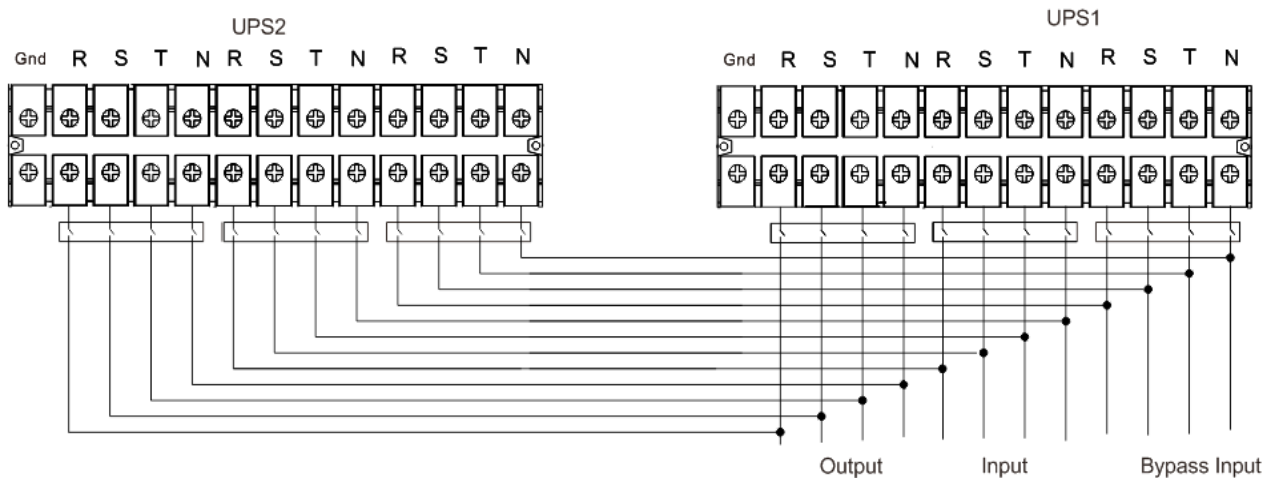 UPS2
UPS1
Gnd R S T N R S T N R S T N
Gnd R S T N R S T N R S T N
Output
Input
Bypass Input